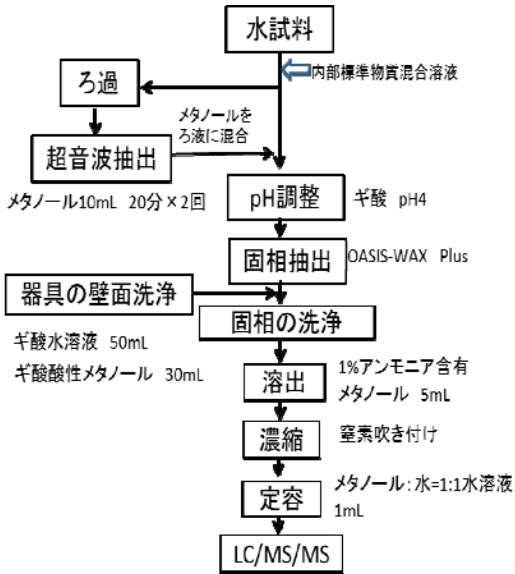 水試料
内部標準物質混合溶液
ろ過
メタノールを
ろ液に混合
超音波抽出
メタノール10mL 20分×2回
pH調整
ギ酸 pH4
固相抽出
OASIS-WAX Plus
器具の壁面洗浄
固相の洗浄
ギ酸水溶液 50mL
ギ酸酸性メタノール 30mL
溶出
1%アンモニア含有
メタノール 5mL
濃縮
窒素吹き付け
定容
メタノール:水=1:1水溶液
1mL
LC/MS/MS